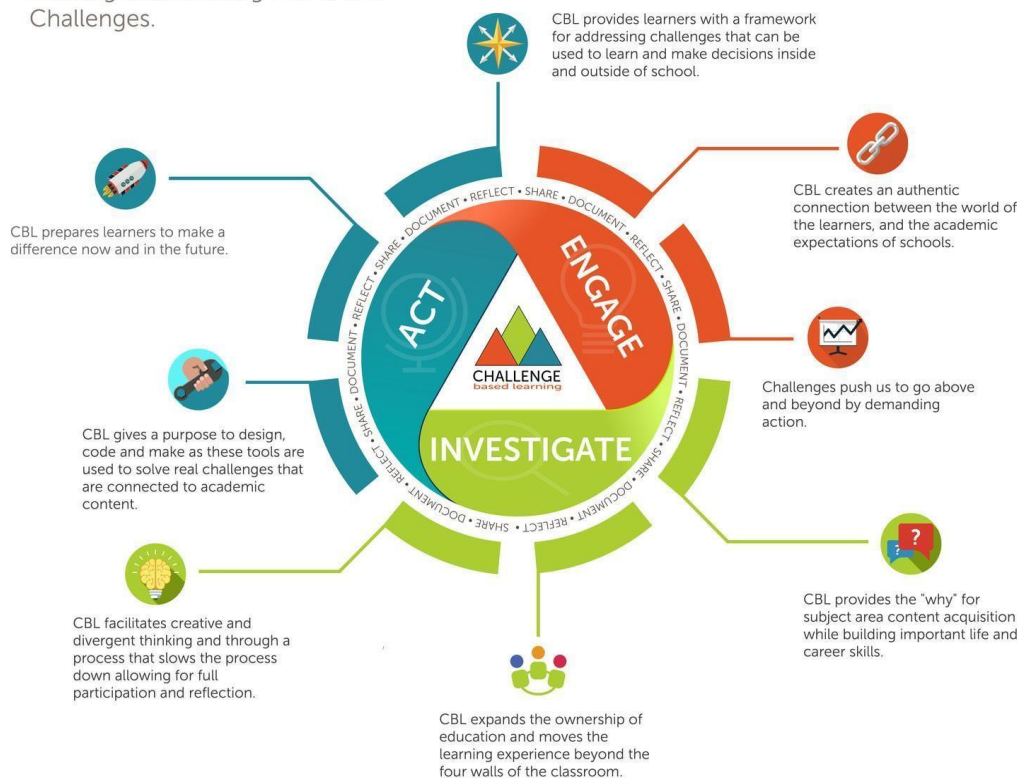 Challenges.
CBL provides learners with a framework
for addressing challenges that can be
used to learn and make decisions inside
and outside of school.
CBL creates an authentic
connection between the world of
the learners, and the academic
expectations of schools.
Challenges push us to go above
and beyond by demanding
action.
CBL provides the "why" for
subject area content acquisition
while building important life and
career skills.
CBL expands the ownership of
education and moves the
learning experience beyond the
four walls of the classroom.
CBL facilitates creative and
divergent thinking and through a
process that slows the process
down allowing for full
participation and reflection.
CBL gives a purpose to design,
code and make as these tools are
used to solve real challenges that
are connected to academic
content.
CBL prepares learners to make a
difference now and in the future.
DOCUMENT • REFLECT • SHARE • DOCUMENT • REFLECT • SHARE • DOCUMENT • REFLECT • SHARE • DOCUMENT • REFLECT • SHARE • DOCUMENT • REFLECT • SHARE • DOCUMENT • REFLECT • SHARE •
ACT
ENGAGE
INVESTIGATE
CHALLENGE
based learning
?
?